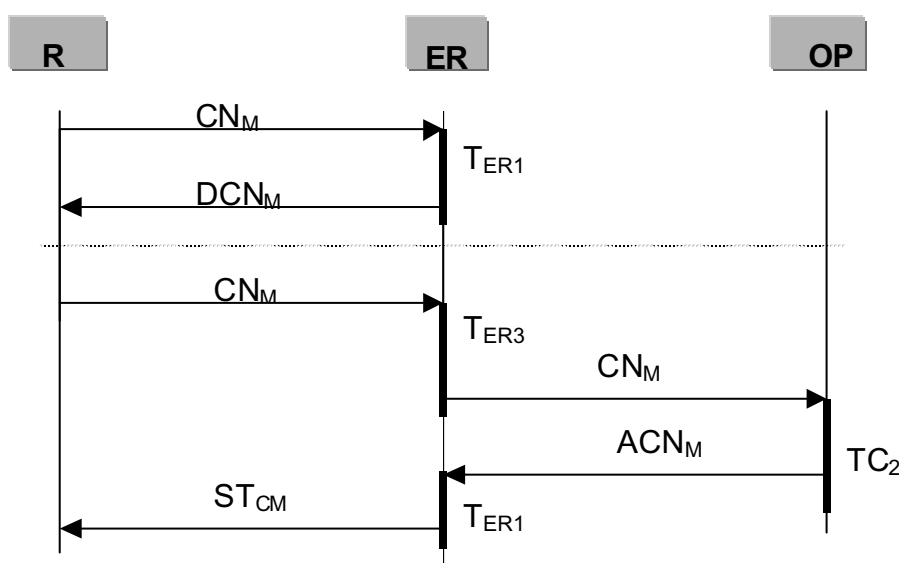 R ER OP
CNM
TER1
DCNM
CNM
TER3
CNM
ACNM
TC2
STCM
TER1